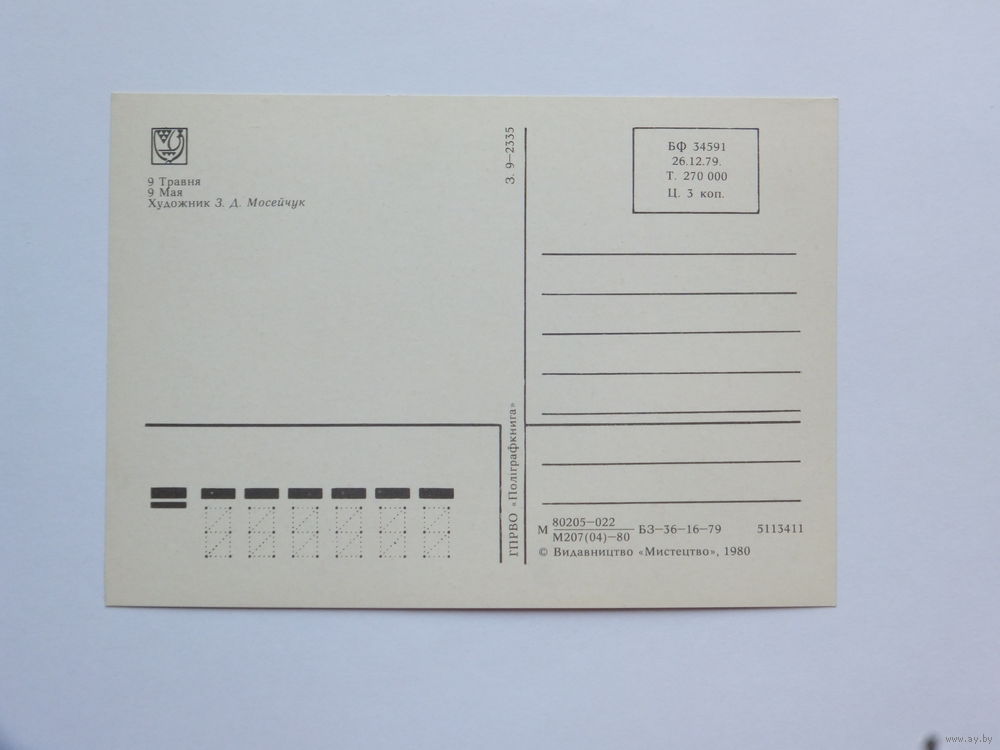 9 Травня
9 Мая
Художник З. Д. Мосейчук
З. 9—2335
ГПРВО «Поліграфкнига»
БФ 34591
26.12.79.
Т. 270 000
Ц. 3 коп.
М 80205—022
М207(04)—80 БЗ—36—16—79 5113411
© Видавництво «Мистецтво», 1980
www.ay.by